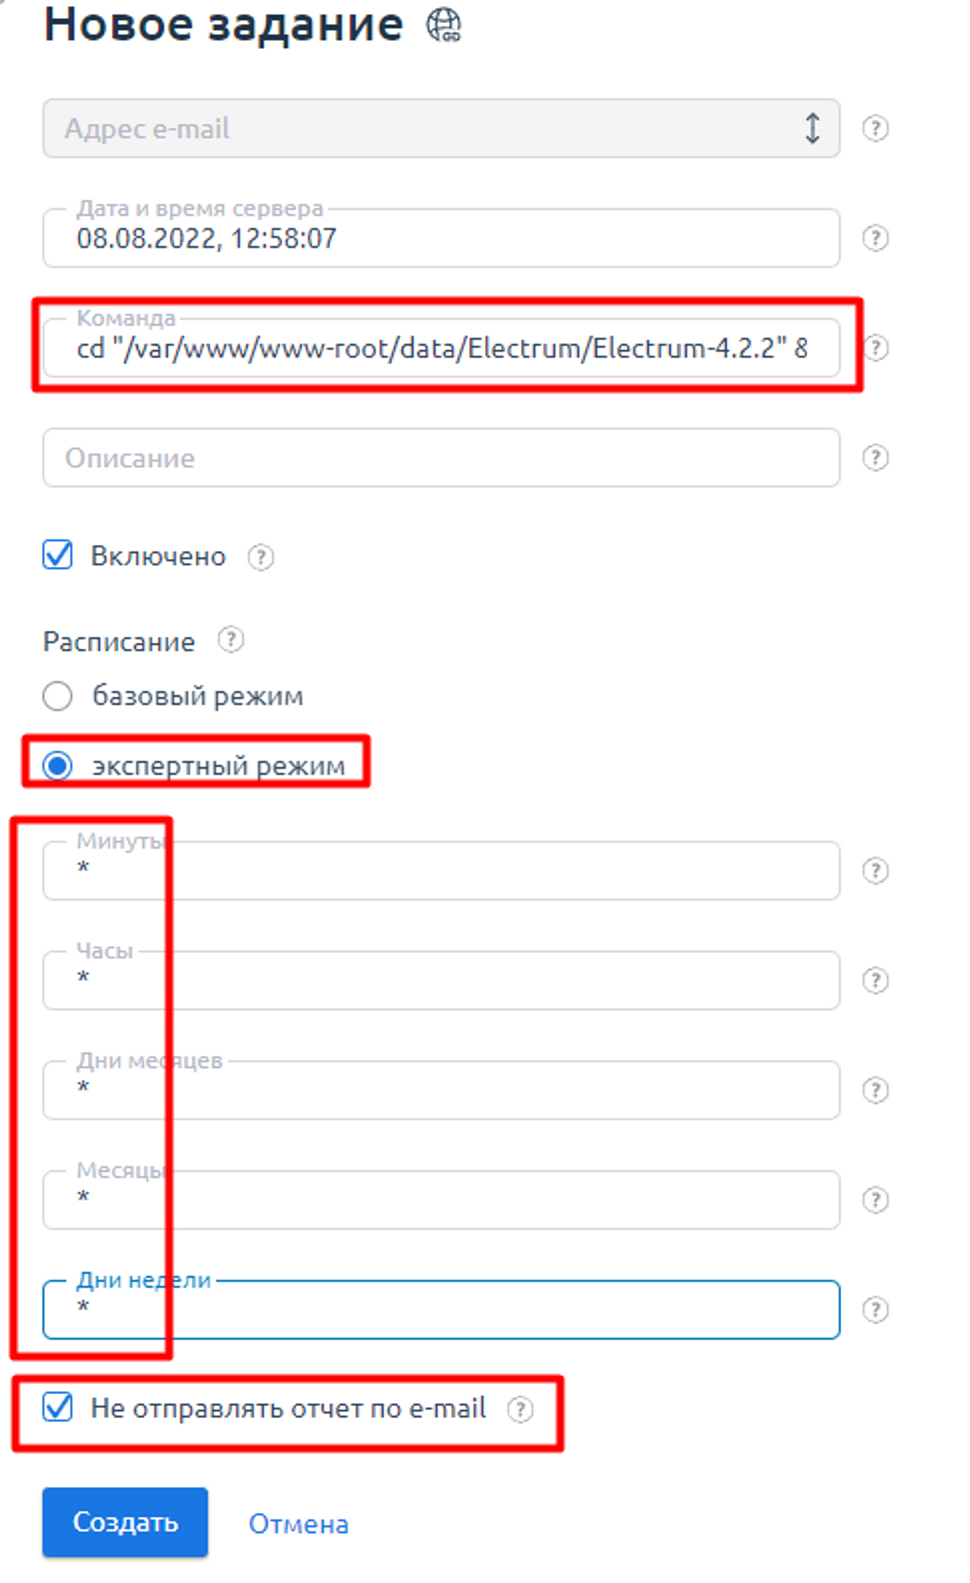 Новое задание
Адрес e-mail
Дата и время сервера
08.08.2022, 12:58:07
Команда
cd "/var/www/www-root/data/Electrum/Electrum-4.2.2" &
Описание
Включено
Расписание
базовый режим
экспертный режим
Минуты
*
Часы
*
Дни месяцев
*
Месяцы
*
Дни недели
*
Не отправлять отчет по e-mail
Создать Отмена